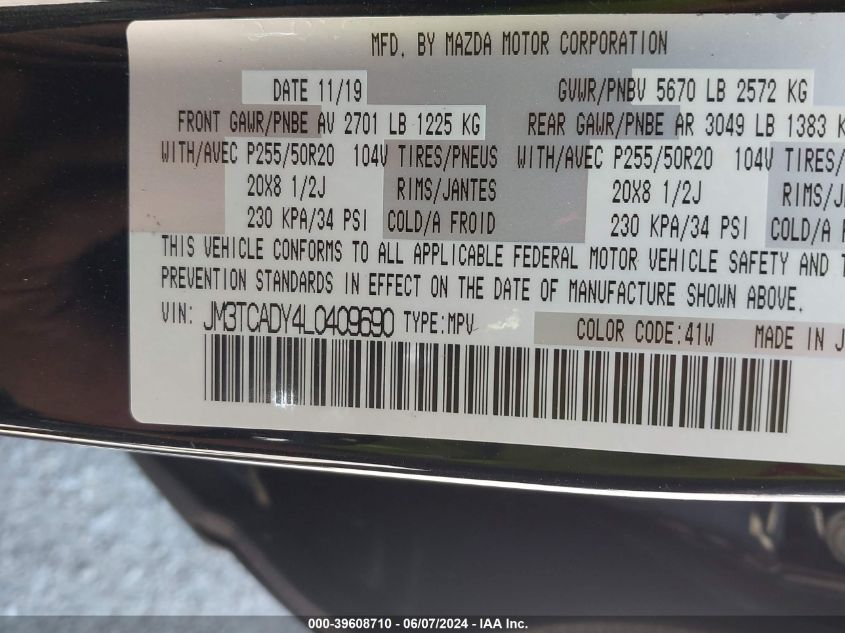 MFD. BY MAZDA MOTOR CORPORATION
DATE 11/19 GVWR/PNBV 5670 LB 2572 KG
FRONT GAWR/PNBE AV 2701 LB 1225 KG REAR GAWR/PNBE AR 3049 LB 1383 K
WITH/AVEC P255/50R20 104V TIRES/PNEUS WITH/AVEC P255/50R20 104V TIRES/
20X8 1/2J RIMS/JANTES 20X8 1/2J RIMS/J
230 KPA/34 PSI COLD/A FROID 230 KPA/34 PSI COLD/A F
THIS VEHICLE CONFORMS TO ALL APPLICABLE FEDERAL MOTOR VEHICLE SAFETY AND T
PREVENTION STANDARDS IN EFFECT ON THE DATE OF MANUFACTURE SHOWN ABOVE.
VIN: JM3TCADY4L0409690 TYPE:MPV COLOR CODE:41W MADE IN J
000-39608710 - 06/07/2024 - IAA Inc.